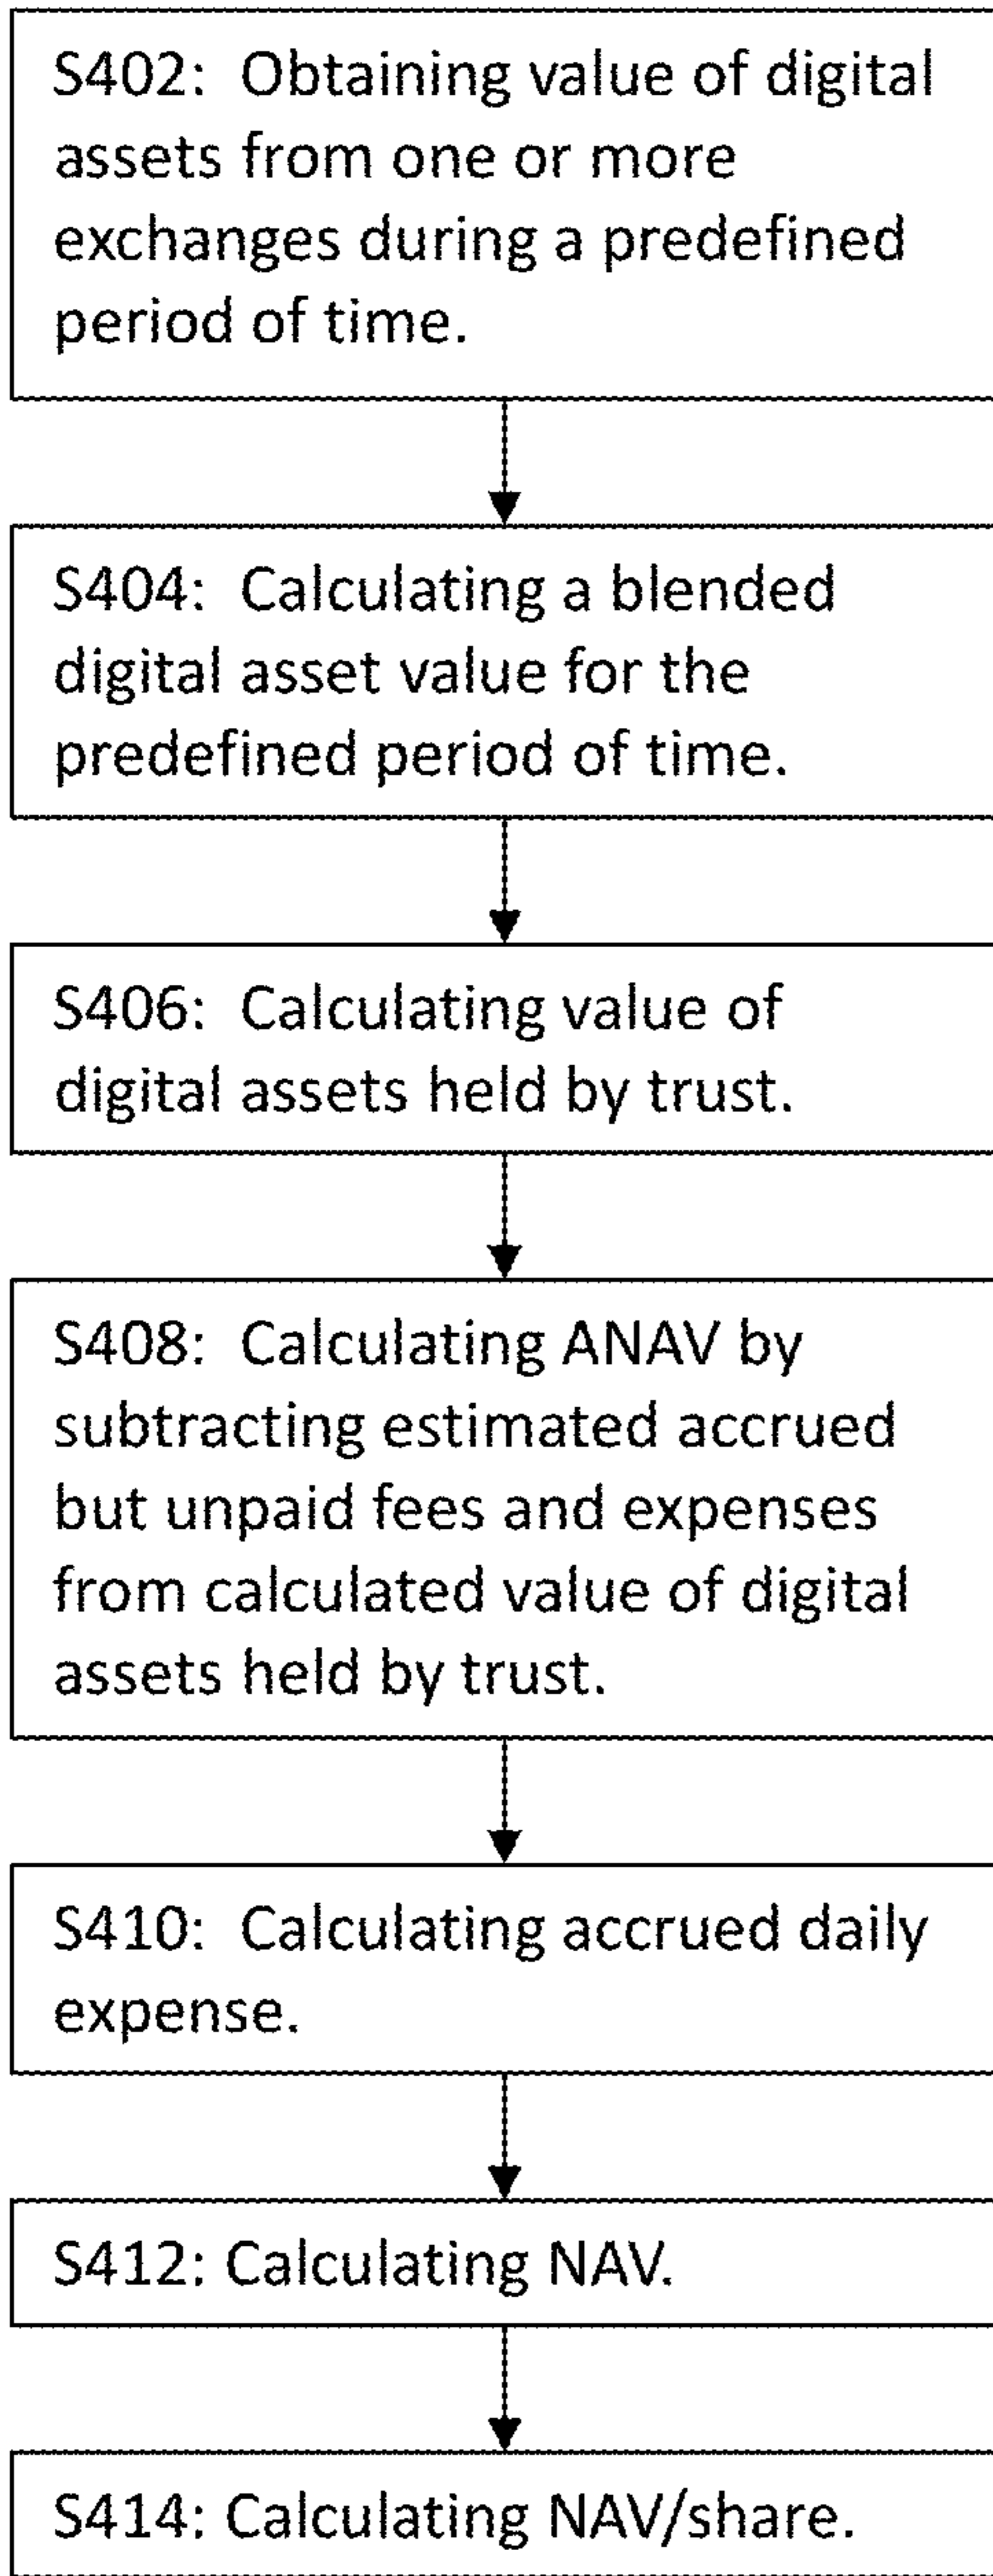 S402:  Obtaining value of digital
assets from one or more
exchanges during a predefined
period of time.
S404:  Calculating a blended
digital asset value for the
predefined period of time.
S406:  Calculating value of
digital assets held by trust.
S408:  Calculating ANAV by
subtracting estimated accrued
but unpaid fees and expenses
from calculated value of digital
assets held by trust.
S410:  Calculating accrued daily
expense.
S412: Calculating NAV.
S414: Calculating NAV/share.